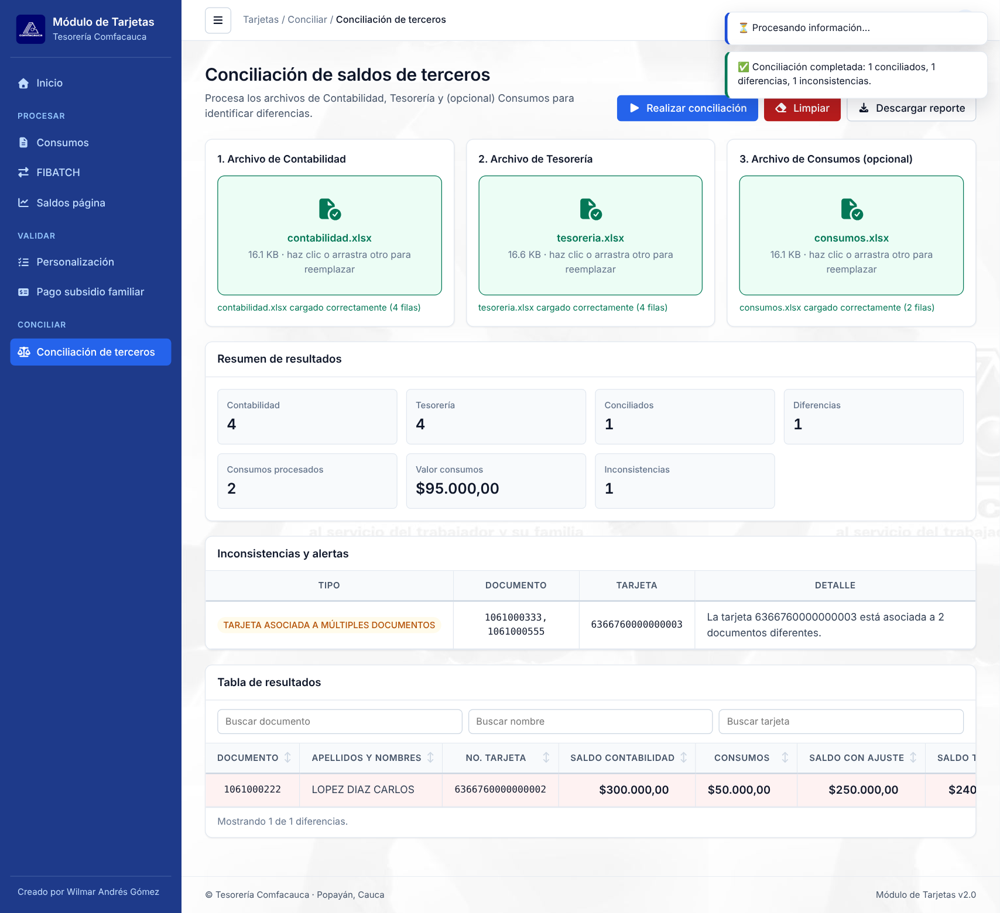 comfacauca
Módulo de Tarjetas
Tesorería Comfacauca
Inicio
PROCESAR
Consumos
FIBATCH
Saldos página
VALIDAR
Personalización
Pago subsidio familiar
CONCILIAR
Conciliación de terceros
Creado por Wilmar Andrés Gómez
Tarjetas / Conciliar / Conciliación de terceros
⏳ Procesando información...
✅ Conciliación completada: 1 conciliados, 1
diferencias, 1 inconsistencias.
Conciliación de saldos de terceros
Procesa los archivos de Contabilidad, Tesorería y (opcional) Consumos para
identificar diferencias.
Realizar conciliación
Limpiar
Descargar reporte
1. Archivo de Contabilidad
contabilidad.xlsx
16.1 KB · haz clic o arrastra otro para
reemplazar
contabilidad.xlsx cargado correctamente (4 filas)
2. Archivo de Tesorería
tesoreria.xlsx
16.6 KB · haz clic o arrastra otro para
reemplazar
tesoreria.xlsx cargado correctamente (4 filas)
3. Archivo de Consumos (opcional)
consumos.xlsx
16.1 KB · haz clic o arrastra otro para
reemplazar
consumos.xlsx cargado correctamente (2 filas)
Resumen de resultados
Contabilidad
4
Tesorería
4
Conciliados
1
Diferencias
1
Consumos procesados
2
Valor consumos
$95.000,00
Inconsistencias
1
al servicio del trabajador y su familia
al servicio del trabajad
Inconsistencias y alertas
TIPO DOCUMENTO TARJETA DETALLE
TARJETA ASOCIADA A MÚLTIPLES DOCUMENTOS
1061000333,
1061000555
6366760000000003
La tarjeta 6366760000000003 está asociada a 2
documentos diferentes.
Tabla de resultados
Buscar documento
Buscar nombre
Buscar tarjeta
DOCUMENTO APELLIDOS Y NOMBRES NO. TARJETA SALDO CONTABILIDAD CONSUMOS SALDO CON AJUSTE SALDO T
1061000222 LOPEZ DIAZ CARLOS 6366760000000002 $300.000,00 $50.000,00 $250.000,00 $240
Mostrando 1 de 1 diferencias.
© Tesorería Comfacauca · Popayán, Cauca
Módulo de Tarjetas v2.0